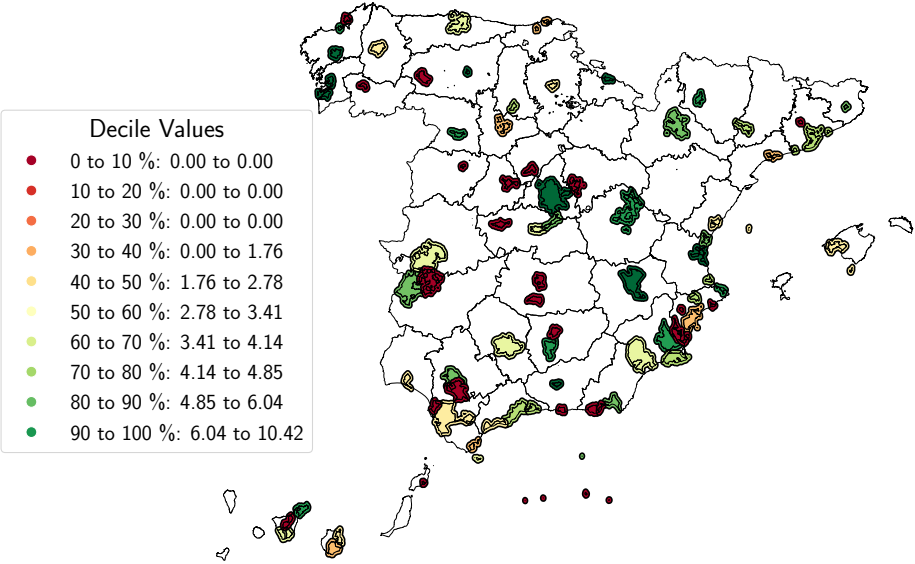 Decile Values
0 to 10 %: 0.00 to 0.00
10 to 20 %: 0.00 to 0.00
20 to 30 %: 0.00 to 0.00
30 to 40 %: 0.00 to 1.76
40 to 50 %: 1.76 to 2.78
50 to 60 %: 2.78 to 3.41
60 to 70 %: 3.41 to 4.14
70 to 80 %: 4.14 to 4.85
80 to 90 %: 4.85 to 6.04
90 to 100 %: 6.04 to 10.42